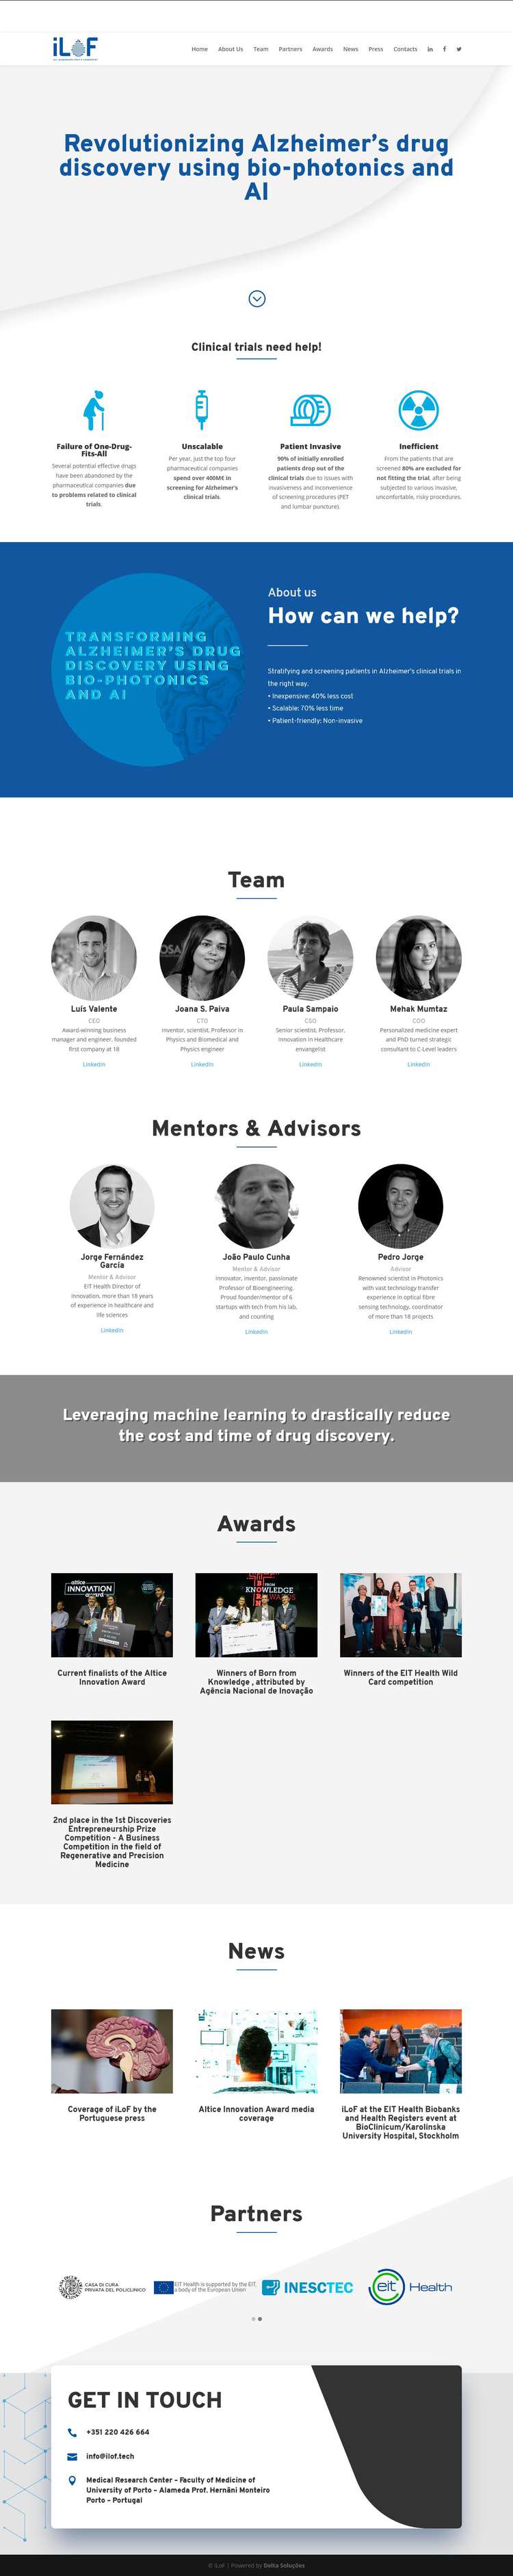 iLoF
Home About Us Team Partners Awards News Press Contacts
Revolutionizing Alzheimer's drug
discovery using bio-photonics and
AI
Clinical trials need help!
Failure of One-Drug-
Fits-All
Several potential effective drugs
have been abandoned by the
pharmaceutical companies due
to problems related to clinical
trials.
Unscalable
Per year, just the top four
pharmaceutical companies
spend over 400M€ in
screening for Alzheimer's
clinical trials.
Patient Invasive
90% of initially enrolled
patients drop out of the
clinical trials due to issues with
invasiveness and inconvenience
of screening procedures (PET
and lumbar puncture).
Inefficient
From the patients that are
screened 80% are excluded for
not fitting the trial, after being
subjected to various invasive,
uncomfortable, risky procedures.
TRANSFORMING
ALZHEIMER'S DRUG
DISCOVERY USING
BIO-PHOTONICS
AND AI
About us
How can we help?
Stratifying and screening patients in Alzheimer's clinical trials in
the right way.
• Inexpensive: 40% less cost
• Scalable: 70% less time
• Patient-friendly: Non-invasive
Team
Luís Valente
CEO
Award-winning business
manager and engineer, founded
first company at 18
LinkedIn
Joana S. Paiva
CTO
Inventor, scientist, Professor in
Physics and Biomedical and
Physics engineer
LinkedIn
Paula Sampaio
CSO
Senior scientist, Professor,
Innovation in Healthcare
envangelist
LinkedIn
Mehak Mumtaz
COO
Personalized medicine expert
and PhD turned strategic
consultant to C-Level leaders
LinkedIn
Mentors & Advisors
Jorge Fernández
García
Mentor & Advisor
EIT Health Director of
Innovation, more than 18 years
of experience in healthcare and
life sciences
LinkedIn
João Paulo Cunha
Mentor & Advisor
Innovator, inventor, passionate
Professor of Bioengineering.
Proud founder/mentor of 6
startups with tech from his lab,
and counting
LinkedIn
Pedro Jorge
Advisor
Renowned scientist in Photonics
with vast technology transfer
experience in optical fibre
sensing technology, coordinator
of more than 18 projects
LinkedIn
Leveraging machine learning to drastically reduce
the cost and time of drug discovery.
Awards
altice
INNOVATION
award
BORN
FROM
KNOWLEDGE
AWARDS
Current finalists of the Altice
Innovation Award
Winners of Born from
Knowledge , attributed by
Agência Nacional de Inovação
Winners of the EIT Health Wild
Card competition
2nd place in the 1st Discoveries
Entrepreneurship Prize
Competition - A Business
Competition in the field of
Regenerative and Precision
Medicine
News
Coverage of iLoF by the
Portuguese press
Altice Innovation Award media
coverage
iLoF at the EIT Health Biobanks
and Health Registers event at
BioClinicum/Karolinska
University Hospital, Stockholm
Partners
CASA DI CURA
PRIVATA DEL POLICLINICO
EIT Health is supported by the EIT,
a body of the European Union
INESCTEC
eit Health
GET IN TOUCH
+351 220 426 664
info@ilof.tech
Medical Research Center – Faculty of Medicine of
University of Porto – Alameda Prof. Hernâni Monteiro
Porto – Portugal
© iLoF | Powered by Delta Soluções